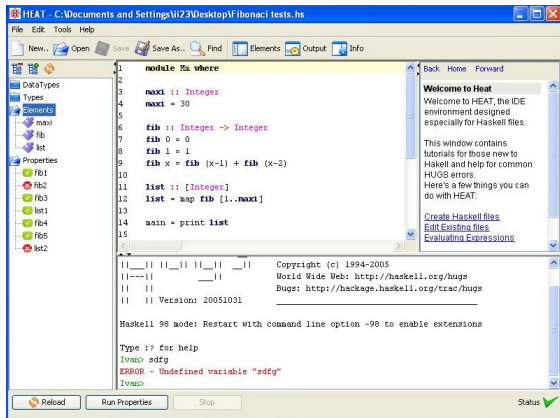 HEAT - C:\Documents and Settings\ii23\Desktop\Fibonaci tests.hs
File Edit Tools Help
New.. Open Save Save As.. Find Elements Output Info
DataTypes
Types
Elements
maxi
fib
list
Properties
fib1
fib2
fib3
list1
fib4
fib5
list2
1 module Mm where
2
3 maxi :: Integer
4 maxi = 30
5
6 fib :: Integer -> Integer
7 fib 0 = 0
8 fib 1 = 1
9 fib x = fib (x-1) + fib (x-2)
10
11 list :: [Integer]
12 list = map fib [1..maxi]
13
14 main = print list
15
Back Home Forward
Welcome to Heat
Welcome to HEAT, the IDE
environment designed
especially for Haskell files.
This window contains
tutorials for those new to
Hakell and help for common
HUGS errors.
Here's a few things you can
do with HEAT:
Create Haskell files
Edit Existing files
Evaluating Expressions
||___|| ||__|| ||__|| __|| Copyright (c) 1994-2005
||---|| ___|| World Wide Web: http://haskell.org/hugs
|| || Bugs: http://hackage.haskell.org/trac/hugs
|| || Version: 20051031
Haskell 98 mode: Restart with command line option -98 to enable extensions
Type :? for help
Ivan> sdfg
ERROR - Undefined variable "sdfg"
Ivan>
Reload Run Properties Stop Status